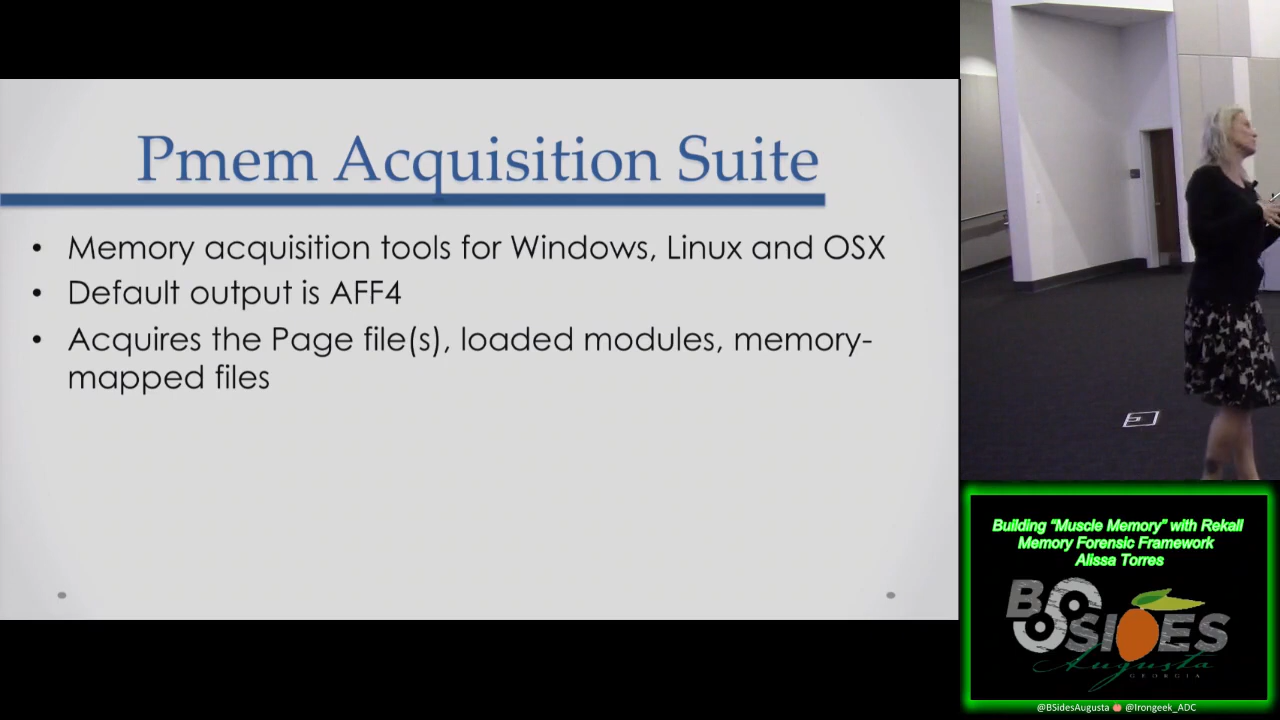 Pmem Acquisition Suite
• Memory acquisition tools for Windows, Linux and OSX
• Default output is AFF4
• Acquires the Page file(s), loaded modules, memory-
mapped files
Building “Muscle Memory” with Rekall
Memory Forensic Framework
Alissa Torres
BSIDES
Augusta
GEORGIA
@BSidesAugusta @Irongeek_ADC